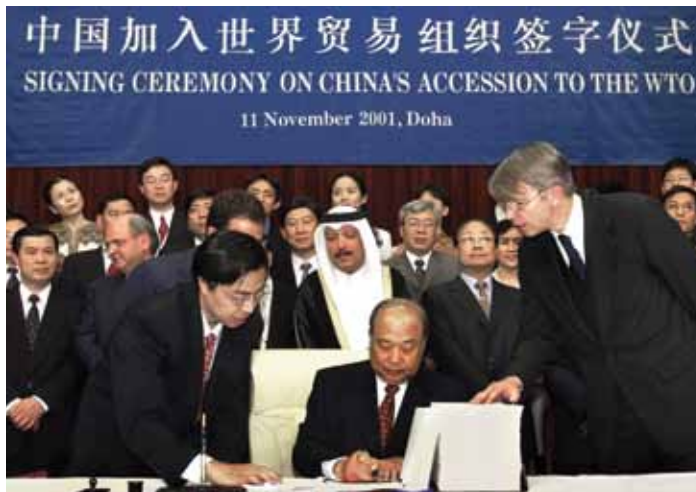 中国加入世界贸易组织签字仪式
SIGNING CEREMONY ON CHINA'S ACCESSION TO THE WTO
11 November 2001, Doha